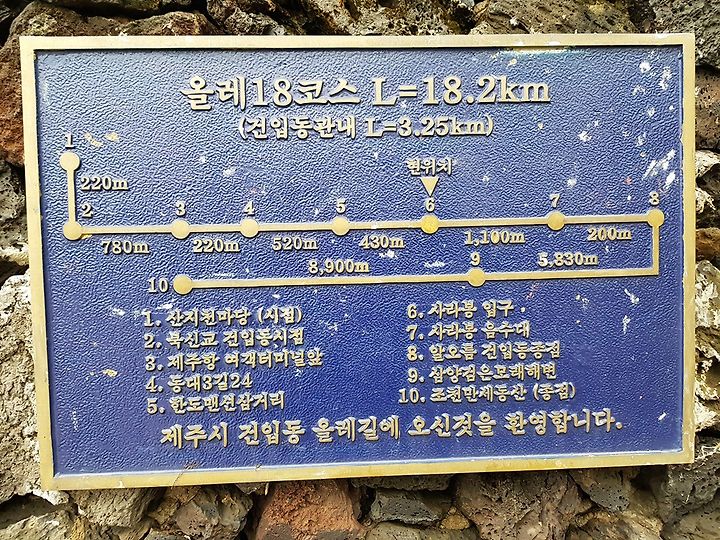 올레18코스 L=18.2km
(건입동관내 L=3.25km)
현위치
1
220m
2 3 4 5 6 7 8
780m 220m 520m 430m 1,100m 200m
8,900m 9 5,830m
10
1. 산지천마당 (시점)
2. 북신교 건입동시점
3. 제주항 여객터미널앞
4. 동대3길24
5. 한도맨션삼거리
6. 사라봉 입구
7. 사라봉 음수대
8. 알오름 건입동종점
9. 삼양검은모래해변
10. 조천만세동산 (종점)
제주시 건입동 올레길에 오신것을 환영합니다.